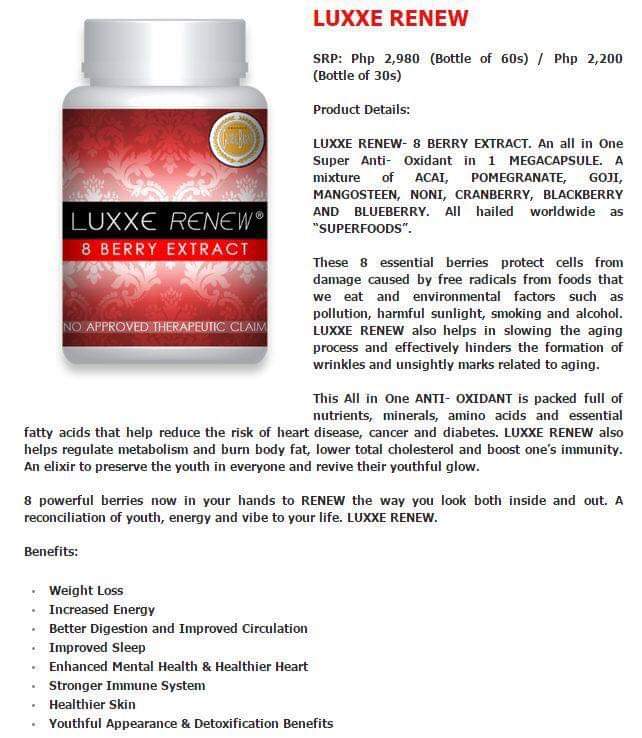 LUXXE RENEW
SRP: Php 2,980 (Bottle of 60s) / Php 2,200
(Bottle of 30s)
Product Details:
LUXXE RENEW- 8 BERRY EXTRACT. An all in One
Super Anti- Oxidant in 1 MEGACAPSULE. A
mixture of ACAI, POMEGRANATE, GOJI,
MANGOSTEEN, NONI, CRANBERRY, BLACKBERRY
AND BLUEBERRY. All hailed worldwide as
“SUPERFOODS”.
These 8 essential berries protect cells from
damage caused by free radicals from foods that
we eat and environmental factors such as
pollution, harmful sunlight, smoking and alcohol.
LUXXE RENEW also helps in slowing the aging
process and effectively hinders the formation of
wrinkles and unsightly marks related to aging.
This All in One ANTI- OXIDANT is packed full of
nutrients, minerals, amino acids and essential
fatty acids that help reduce the risk of heart disease, cancer and diabetes. LUXXE RENEW also
helps regulate metabolism and burn body fat, lower total cholesterol and boost one’s immunity.
An elixir to preserve the youth in everyone and revive their youthful glow.
8 powerful berries now in your hands to RENEW the way you look both inside and out. A
reconciliation of youth, energy and vibe to your life. LUXXE RENEW.
Benefits:
· Weight Loss
· Increased Energy
· Better Digestion and Improved Circulation
· Improved Sleep
· Enhanced Mental Health & Healthier Heart
· Stronger Immune System
· Healthier Skin
· Youthful Appearance & Detoxification Benefits
LUXXE RENEW®
8 BERRY EXTRACT
NO APPROVED THERAPEUTIC CLAIM